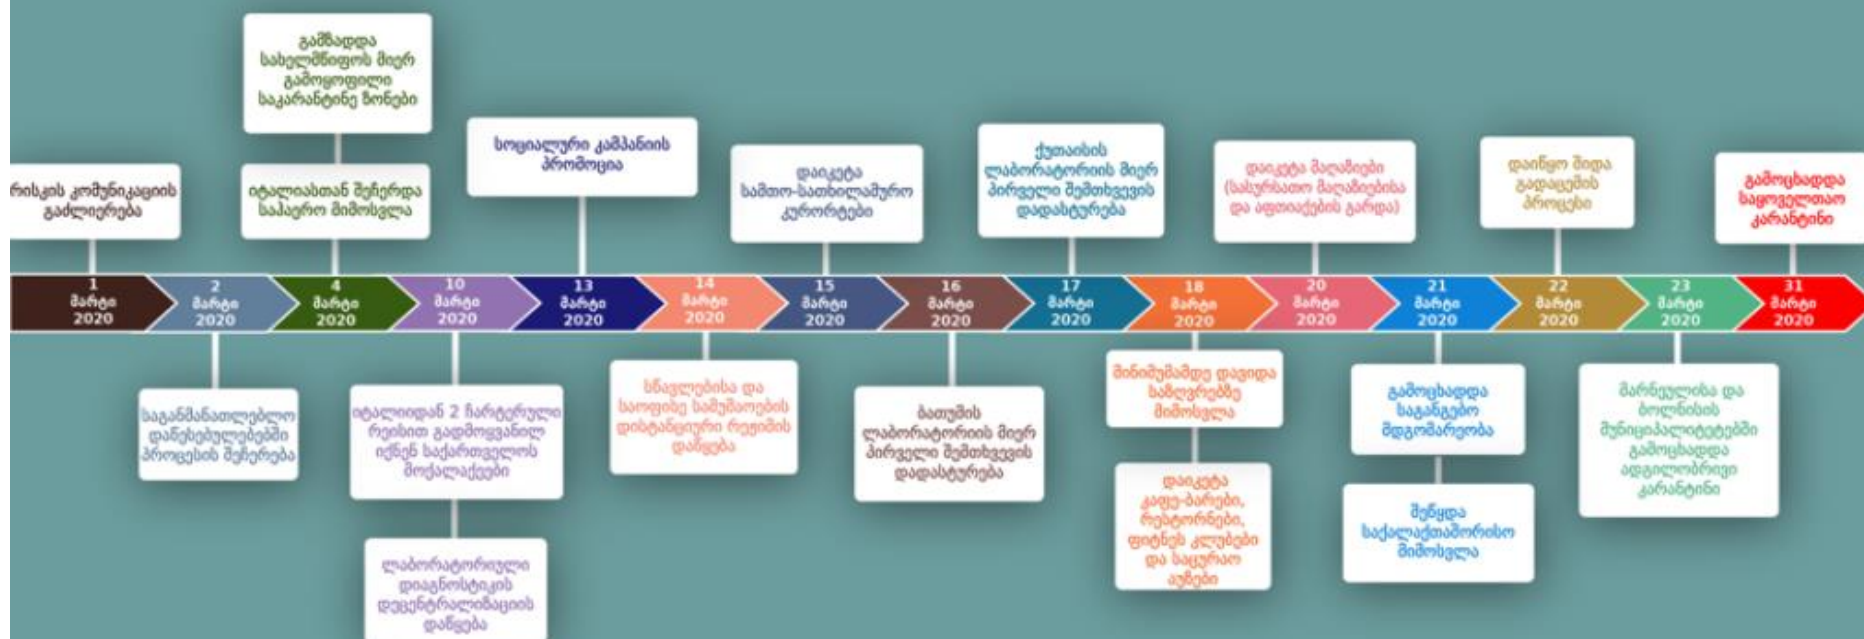 გამზადდა
სახელმწიფოს მიერ
გამოყოფილი
საკარანტინე ზონები
რისკის კომუნიკაციის
გაძლიერება
იტალიასთან შეჩერდა
საჰაერო მიმოსვლა
სოციალური კამპანიის
პრომოცია
დაიკეტა
სამთო-სათხილამურო
კურორტები
ქუთაისის
ლაბორატორიის მიერ
პირველი შემთხვევის
დადასტურება
დაიკეტა მაღაზიები
(სასურსათო მაღაზიებისა
და აფთიაქების გარდა)
დაიწყო შიდა
გადაცემის
პროცესი
გამოცხადდა
საყოველთაო
კარანტინი
1
მარტი
2020
2
მარტი
2020
4
მარტი
2020
10
მარტი
2020
13
მარტი
2020
14
მარტი
2020
15
მარტი
2020
16
მარტი
2020
17
მარტი
2020
18
მარტი
2020
20
მარტი
2020
21
მარტი
2020
22
მარტი
2020
23
მარტი
2020
31
მარტი
2020
საგანმანათლებლო
დაწესებულებებში
პროცესის შეჩერება
იტალიიდან 2 ჩარტერული
რეისით გადმოყვანილ
იქნენ საქართველოს
მოქალაქეები
ლაბორატორიული
დიაგნოსტიკის
დეცენტრალიზაციის
დაწყება
სწავლებისა და
საოფისე სამუშაოების
დისტანციური რეჟიმის
დაწყება
ბათუმის
ლაბორატორიის მიერ
პირველი შემთხვევის
დადასტურება
მინიმუმამდე დავიდა
საზღვრებზე
მიმოსვლა
დაიკეტა
კაფე-ბარები,
რესტორნები,
ფიტნეს კლუბები
და საცურაო
აუზები
გამოცხადდა
საგანგებო
მდგომარეობა
შეწყდა
საქალაქთაშორისო
მიმოსვლა
მარნეულისა და
ბოლნისის
მუნიციპალიტეტებში
გამოცხადდა
ადგილობრივი
კარანტინი